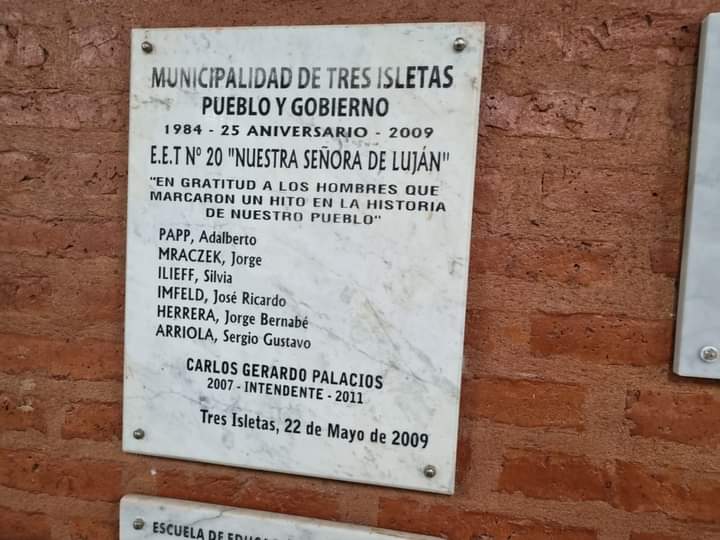 MUNICIPALIDAD DE TRES ISLETAS
PUEBLO Y GOBIERNO
1984 - 25 ANIVERSARIO - 2009
E.E.T Nº 20 "NUESTRA SEÑORA DE LUJÁN"
"EN GRATITUD A LOS HOMBRES QUE
MARCARON UN HITO EN LA HISTORIA
DE NUESTRO PUEBLO"
PAPP, Adalberto
MRACZEK, Jorge
ILIEFF, Silvia
IMFELD, José Ricardo
HERRERA, Jorge Bernabé
ARRIOLA, Sergio Gustavo
CARLOS GERARDO PALACIOS
2007 - INTENDENTE - 2011
Tres Isletas, 22 de Mayo de 2009
ESCUELA DE